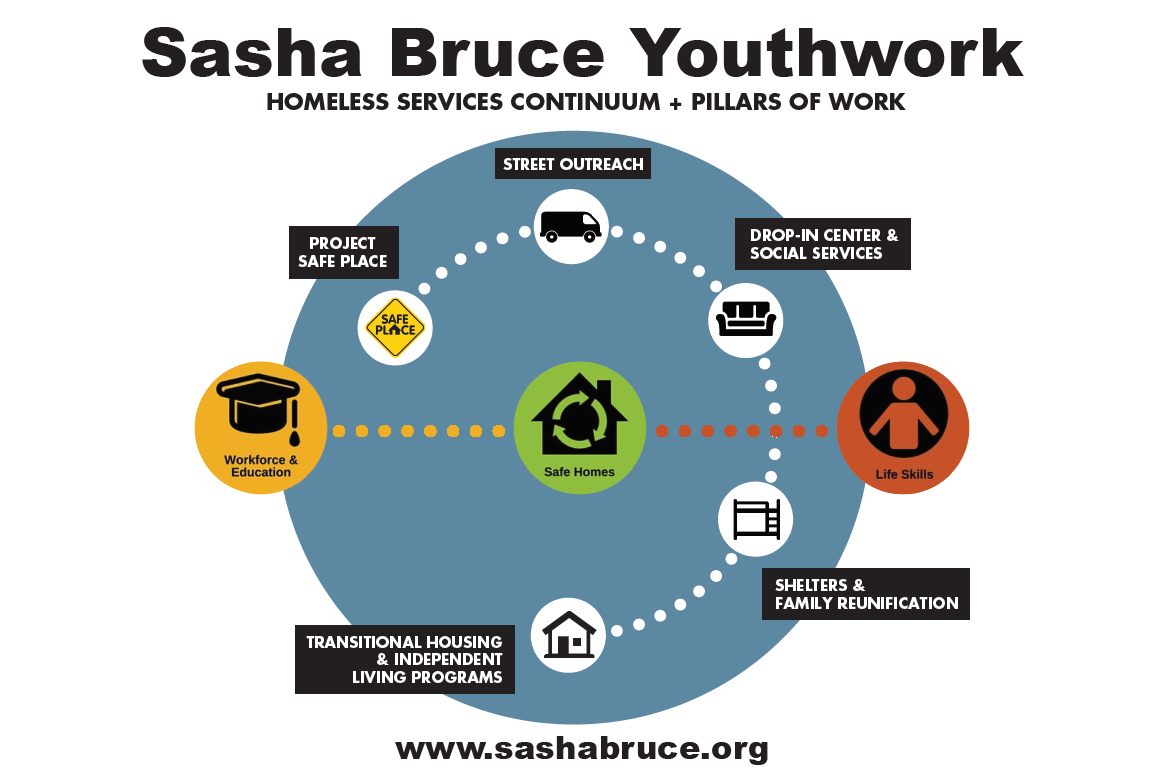 Sasha Bruce Youthwork
HOMELESS SERVICES CONTINUUM + PILLARS OF WORK
STREET OUTREACH
PROJECT
SAFE PLACE
DROP-IN CENTER &
SOCIAL SERVICES
SAFE
PLACE
Workforce &
Education
Safe Homes
Life Skills
SHELTERS &
FAMILY REUNIFICATION
TRANSITIONAL HOUSING
& INDEPENDENT
LIVING PROGRAMS
www.sashabruce.org